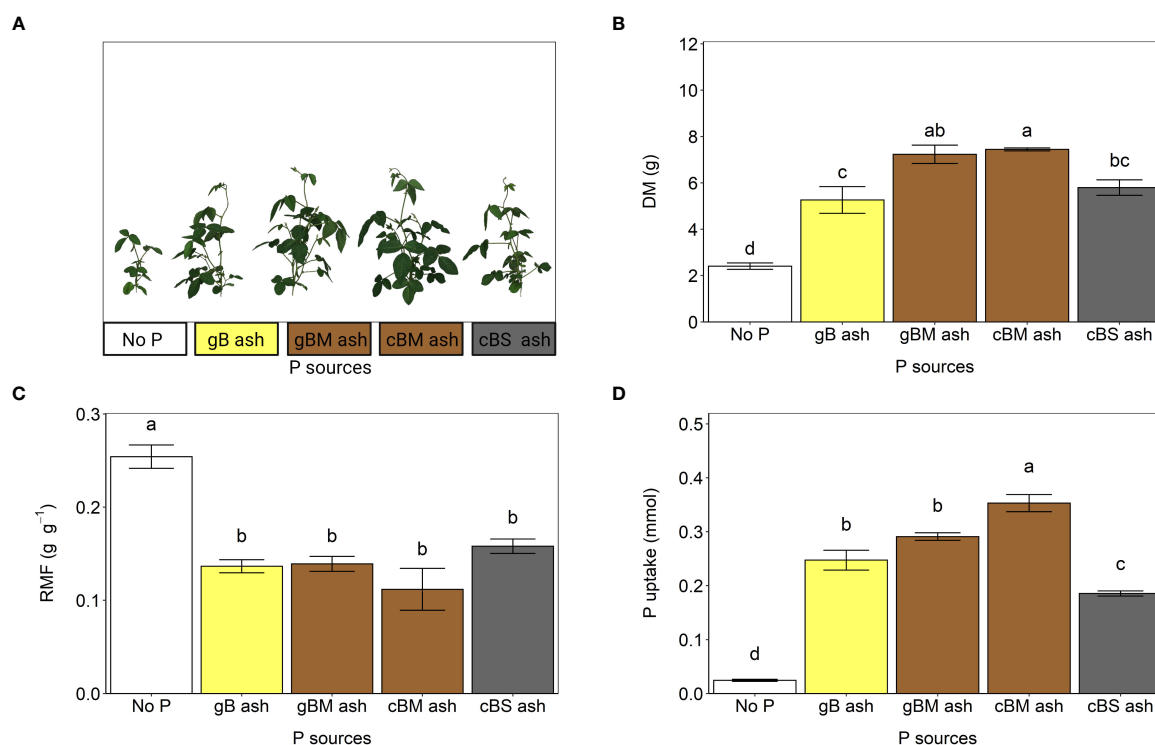 A
No P
gB ash
gBM ash
cBM ash
cBS ash
P sources
B
DM (g)
12
10
8
6
4
2
0
d
c
ab
a
bc
No P
gB ash
gBM ash
cBM ash
cBS ash
P sources
C
RMF (g g⁻¹)
0.3
0.2
0.1
0.0
a
b
b
b
b
No P
gB ash
gBM ash
cBM ash
cBS ash
P sources
D
P uptake (mmol)
0.5
0.4
0.3
0.2
0.1
0.0
d
b
b
a
c
No P
gB ash
gBM ash
cBM ash
cBS ash
P sources